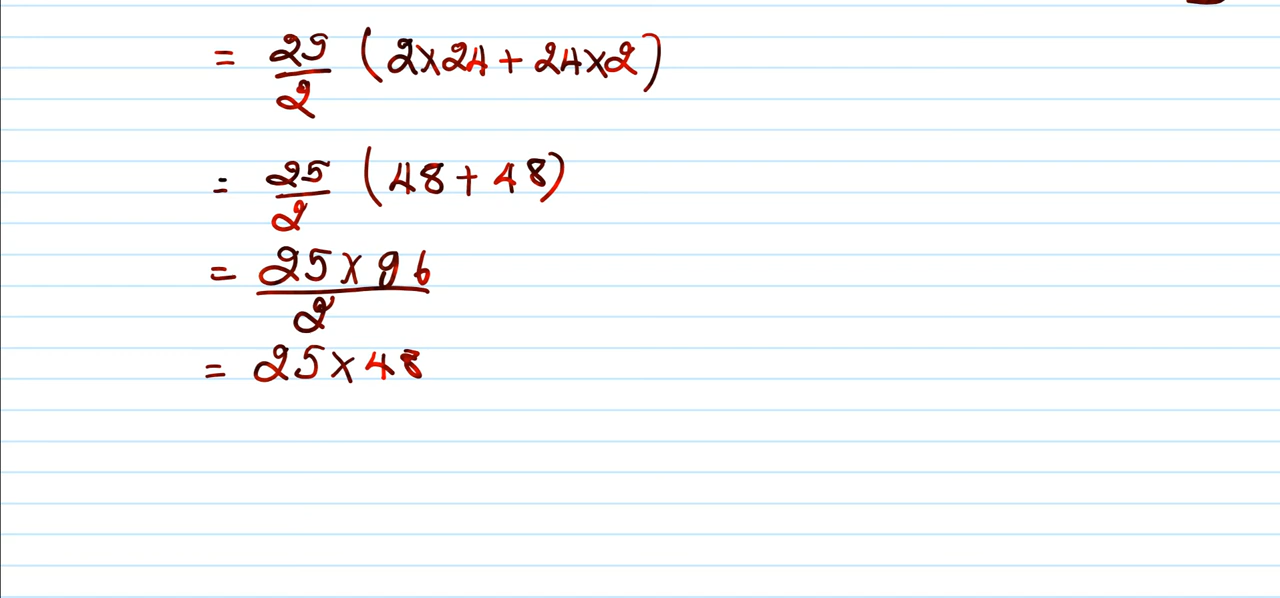 = 25/2 (2×24 + 24×2)
= 25/2 (48 + 48)
= 25 × 96 / 2
= 25 × 48